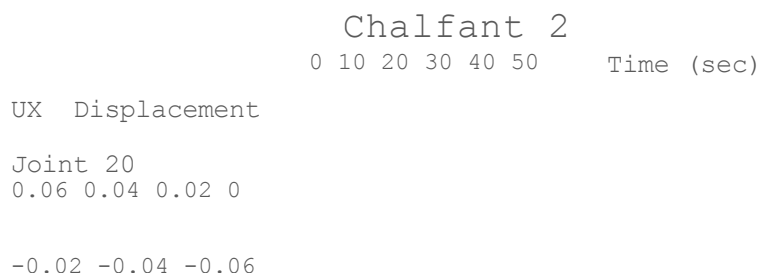 Chalfant 2
0 10 20 30 40 50 Time (sec)
UX Displacement
Joint 20
0.06 0.04 0.02 0
-0.02 -0.04 -0.06